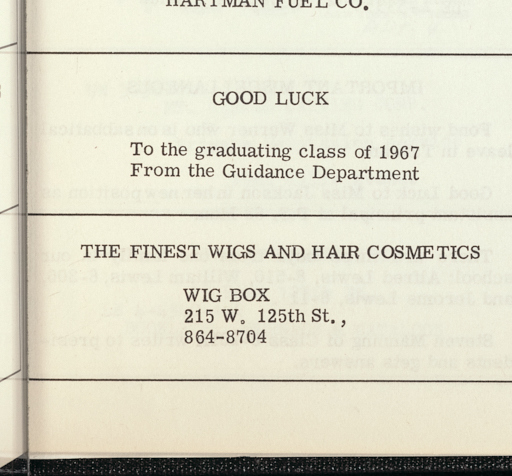 HARTMAN FUEL CO.
GOOD LUCK
To the graduating class of 1967
From the Guidance Department
THE FINEST WIGS AND HAIR COSMETICS
WIG BOX
215 W. 125th St.,
864-8704